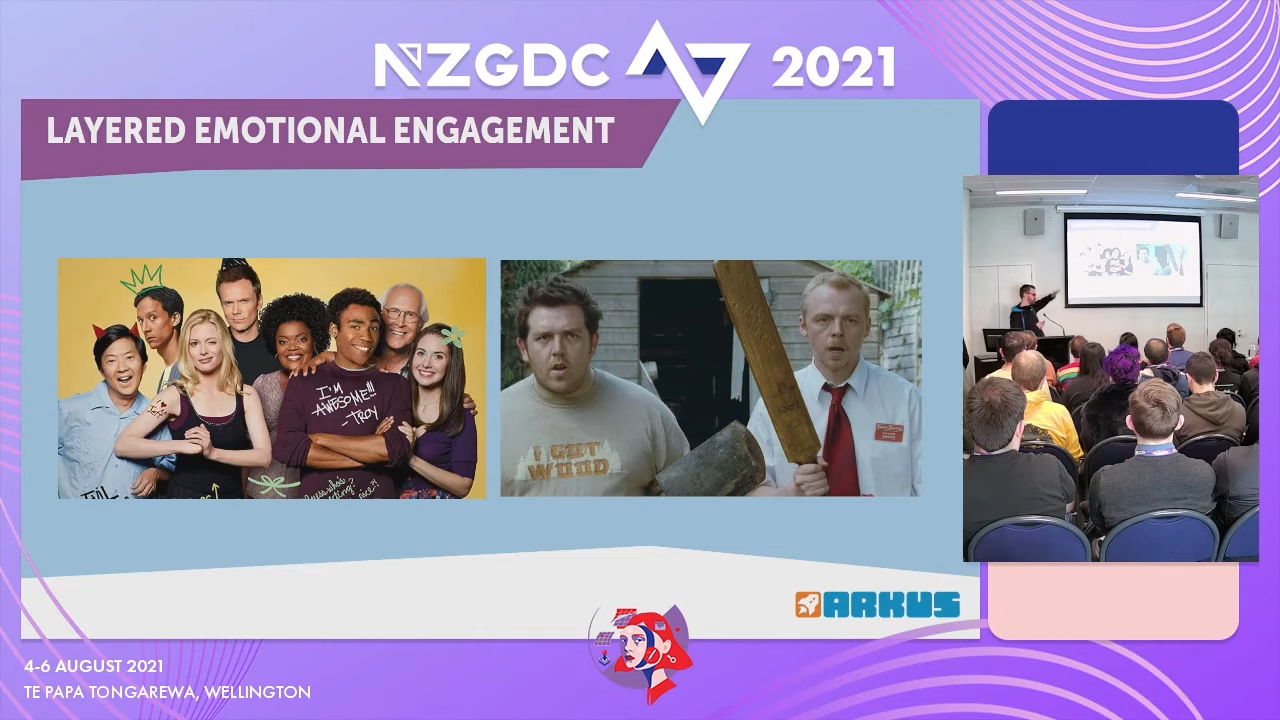 NZGDC 2021
LAYERED EMOTIONAL ENGAGEMENT
I'M
AWESOME!!!
-TROY
I GOT
WOOD
ARKUS
4-6 AUGUST 2021
TE PAPA TONGAREWA, WELLINGTON